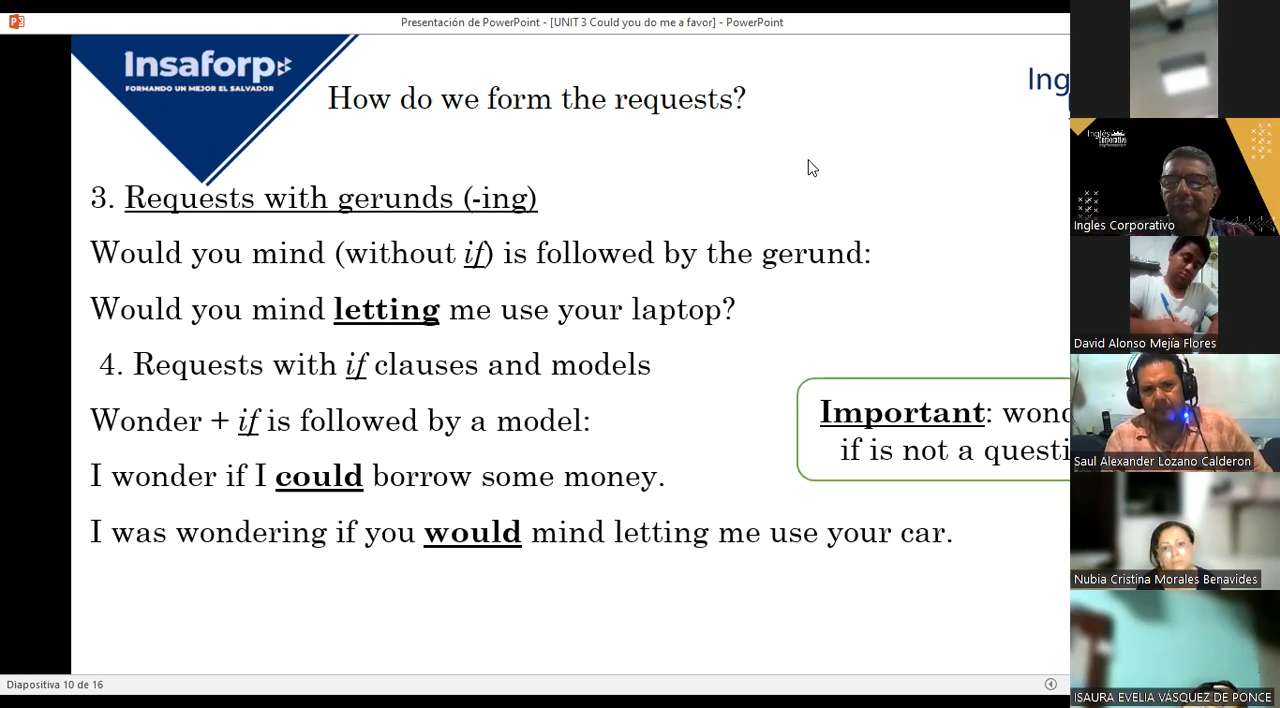 Presentación de PowerPoint - [UNIT 3 Could you do me a favor] - PowerPoint
Insaforp
FORMANDO UN MEJOR EL SALVADOR
How do we form the requests?
Ing
3. Requests with gerunds (-ing)
Would you mind (without if) is followed by the gerund:
Would you mind letting me use your laptop?
4. Requests with if clauses and models
Wonder + if is followed by a model:
I wonder if I could borrow some money.
I was wondering if you would mind letting me use your car.
Important: wond
if is not a questi
Diapositiva 10 de 16
Inglés
Corporativo
Ingles Corporativo
David Alonso Mejía Flores
Saul Alexander Lozano Calderon
Nubia Cristina Morales Benavides
ISAURA EVELIA VÁSQUEZ DE PONCE